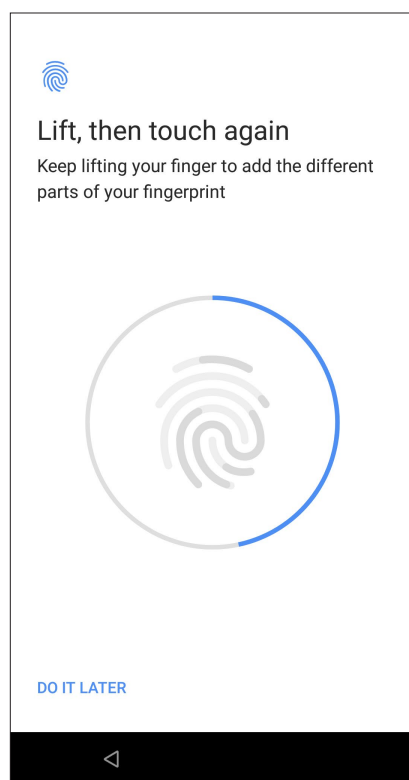 Lift, then touch again
Keep lifting your finger to add the different
parts of your fingerprint
DO IT LATER